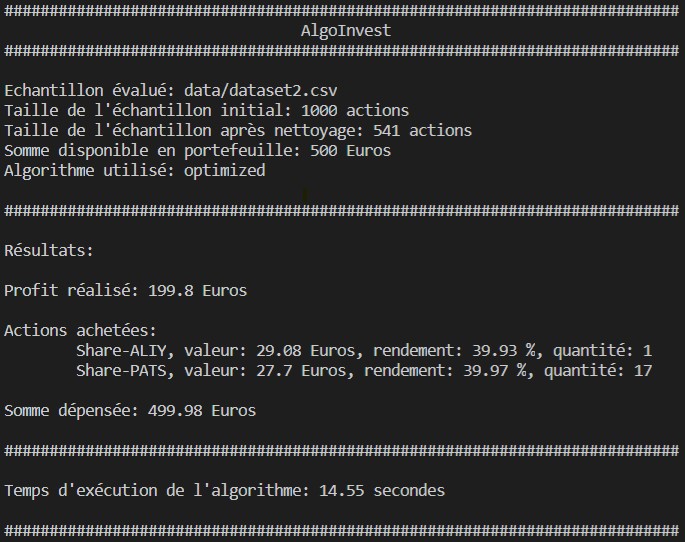 ###########################################################################
AlgoInvest
###########################################################################
Echantillon évalué: data/dataset2.csv
Taille de l'échantillon initial: 1000 actions
Taille de l'échantillon après nettoyage: 541 actions
Somme disponible en portefeuille: 500 Euros
Algorithme utilisé: optimized
###########################################################################
Résultats:
Profit réalisé: 199.8 Euros
Actions achetées:
Share-ALIY, valeur: 29.08 Euros, rendement: 39.93 %, quantité: 1
Share-PATS, valeur: 27.7 Euros, rendement: 39.97 %, quantité: 17
Somme dépensée: 499.98 Euros
###########################################################################
Temps d'exécution de l'algorithme: 14.55 secondes
###########################################################################